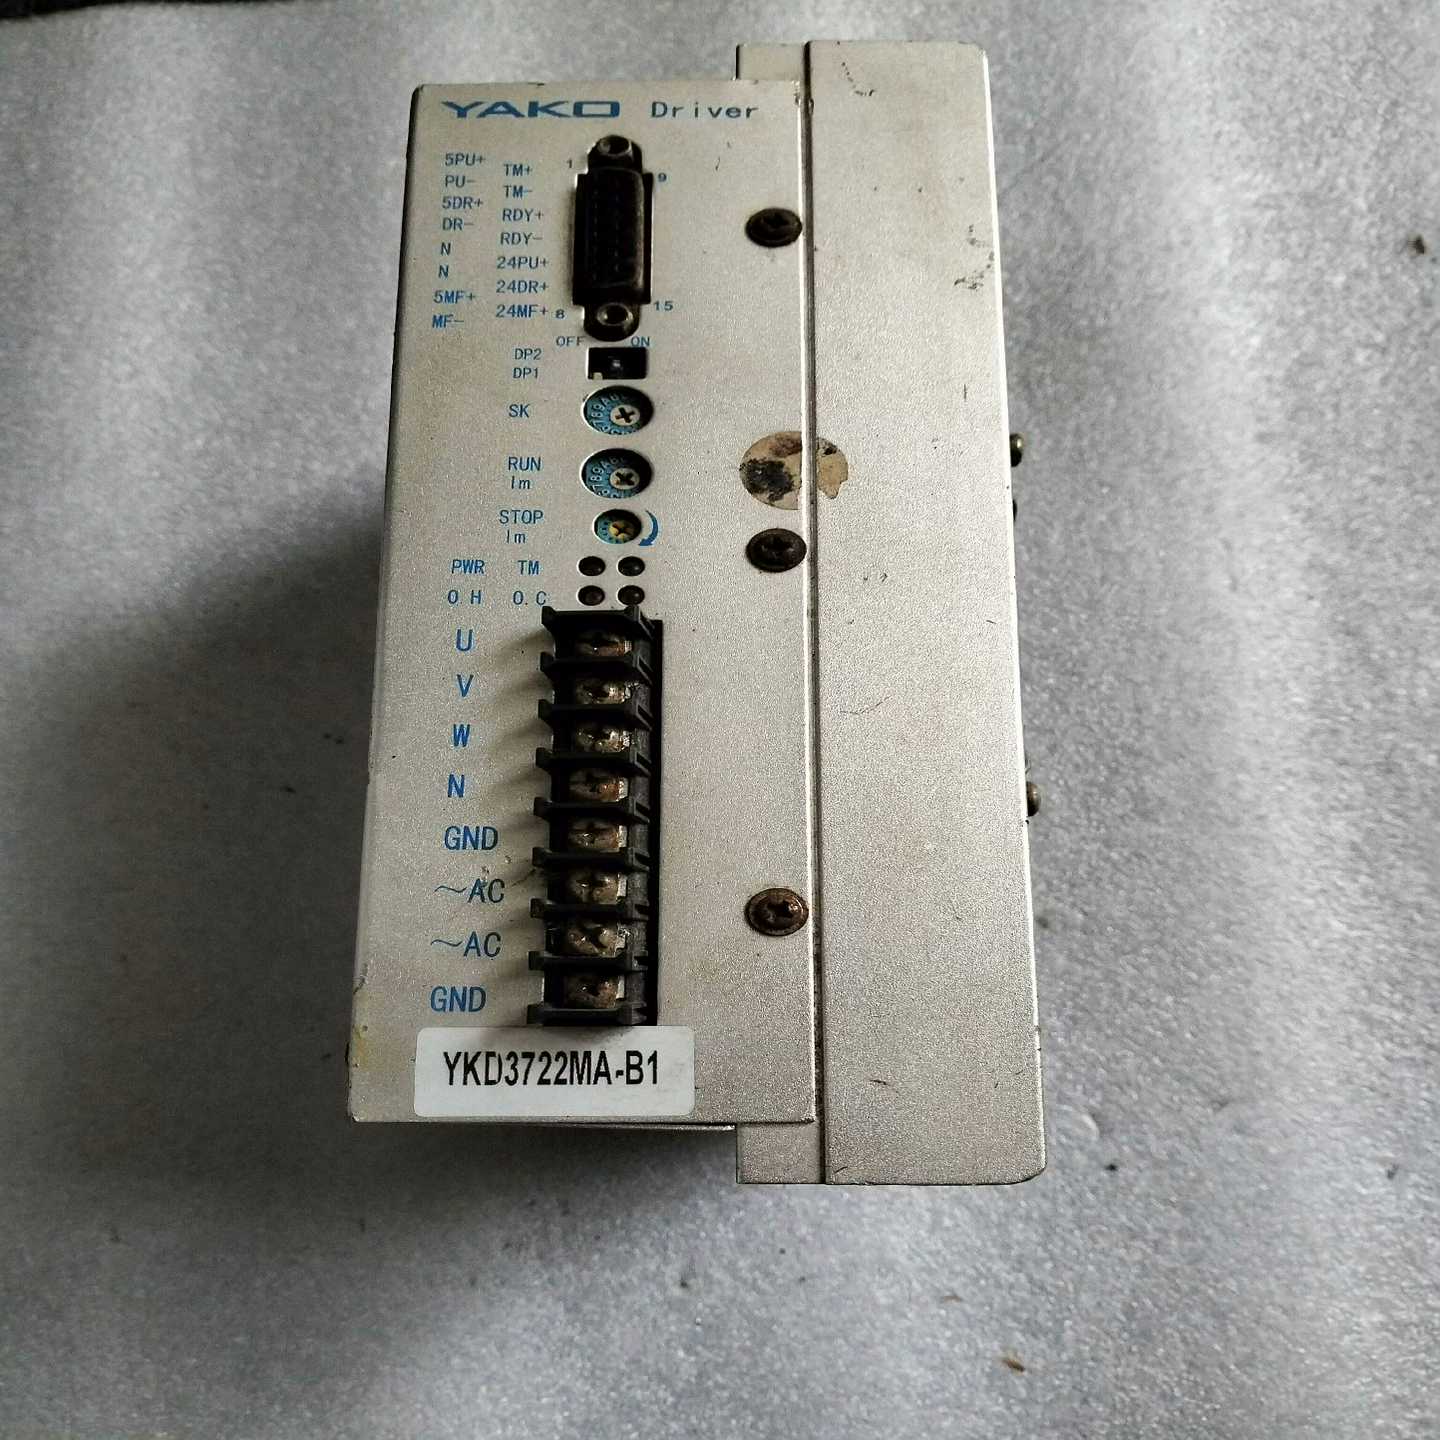 YAKO Driver
5PU+ TM+ 1 9
PU- TM-
5DR+ RDY+
DR- RDY-
N 24PU+
N 24DR+
5MF+ 24MF+ 8 15
MF-
OFF ON
DP2
DP1
SK
RUN
Im
STOP
Im
PWR TM
O.H O.C
U
V
W
N
GND
~AC
~AC
GND
YKD3722MA-B1